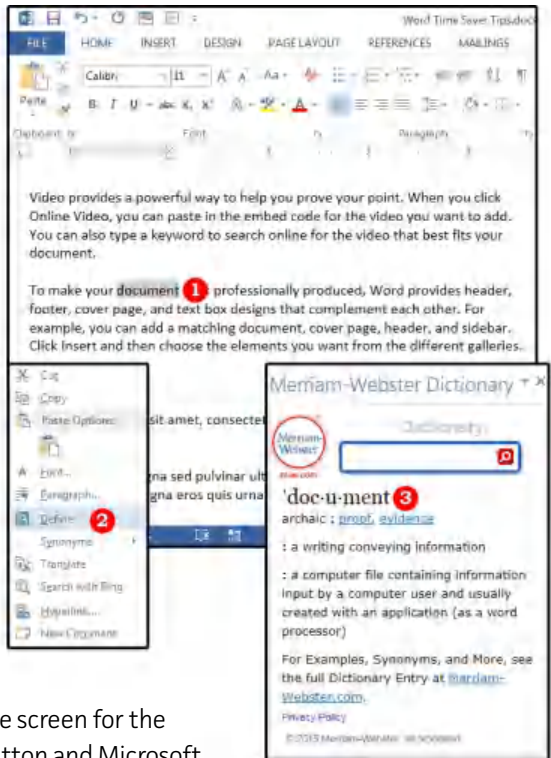 Word Time Saver Tips.docx
FILE HOME INSERT DESIGN PAGE LAYOUT REFERENCES MAILINGS
Calibri 11 A A Aa
Paste B I U abc X, X' A
Clipboard Font Paragraph
Video provides a powerful way to help you prove your point. When you click
Online Video, you can paste in the embed code for the video you want to add.
You can also type a keyword to search online for the video that best fits your
document.
To make your document 1 professionally produced, Word provides header,
footer, cover page, and text box designs that complement each other. For
example, you can add a matching document, cover page, header, and sidebar.
Click Insert and then choose the elements you want from the different galleries.
sit amet, consectet
gna sed pulvinar ult
gna eros quis urna
Cut
Copy
Paste Options:
A Font...
Paragraph...
Define 2
Synonyms
Translate
Search with Bing
Hyperlink...
New Comment
Merriam-Webster Dictionary
Merriam-
Webster
Dictionary
'doc·u·ment 3
archaic : proof, evidence
: a writing conveying information
: a computer file containing information
input by a computer user and usually
created with an application (as a word
processor)
For Examples, Synonyms, and More, see
the full Dictionary Entry at
Webster.com.
Privacy Policy
© 2015 Merriam-Webster, Incorporated
e screen for the
tton and Microsoft